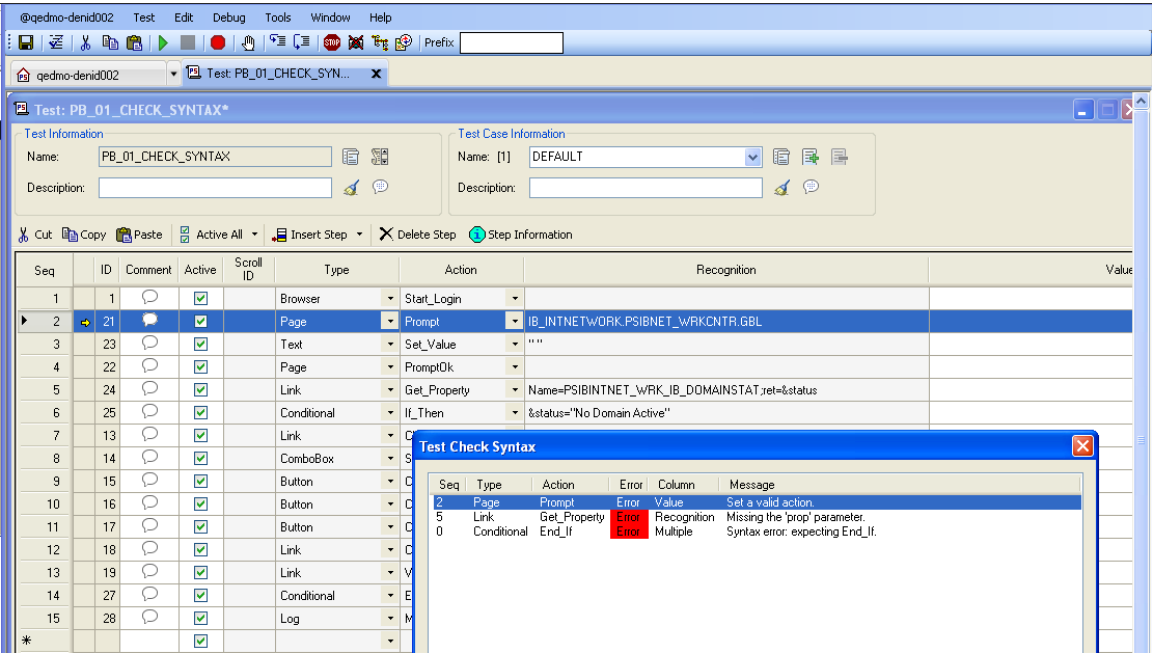 @qedmo-denid002 Test Edit Debug Tools Window Help
STOP Prefix
qedmo-denid002 Test: PB_01_CHECK_SYN... X
Test: PB_01_CHECK_SYNTAX*
Test Information Test Case Information
Name: PB_01_CHECK_SYNTAX Name: [1] DEFAULT
Description: Description:
Cut Copy Paste Active All Insert Step Delete Step Step Information
Seq ID Comment Active Scroll ID Type Action Recognition Value
1 1 Browser Start_Login
2 21 Page Prompt IB_INTNETWORK.PSIBNET_WRKCNTR.GBL
3 23 Text Set_Value " "
4 22 Page PromptOk
5 24 Link Get_Property Name=PSIBINTNET_WRK_IB_DOMAINSTAT;ret=&status
6 25 Conditional If_Then &status="No Domain Active"
7 13 Link
8 14 ComboBox S
9 15 Button C
10 16 Button C
11 17 Button C
12 18 Link C
13 19 Link V
14 27 Conditional E
15 28 Log M
*
Test Check Syntax
Seq Type Action Error Column Message
2 Page Prompt Error Value Set a valid action.
5 Link Get_Property Error Recognition Missing the 'prop' parameter.
0 Conditional End_If Error Multiple Syntax error: expecting End_If.